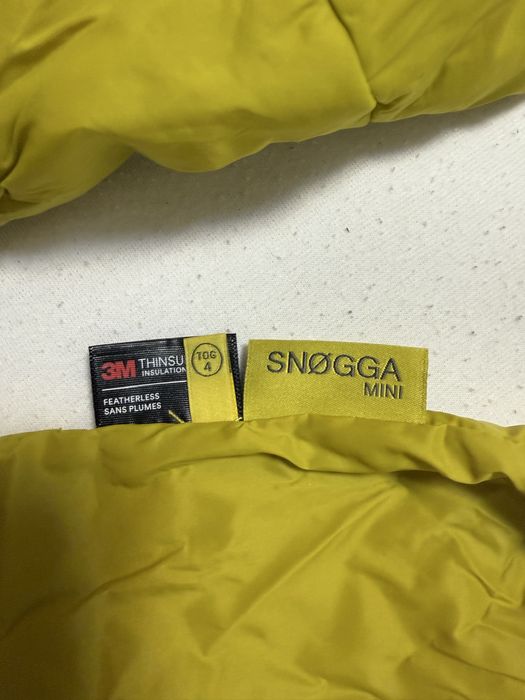 3M THINSU
INSULATION
FEATHERLESS
SANS PLUMES
TOG
4
SNØGGA
MINI